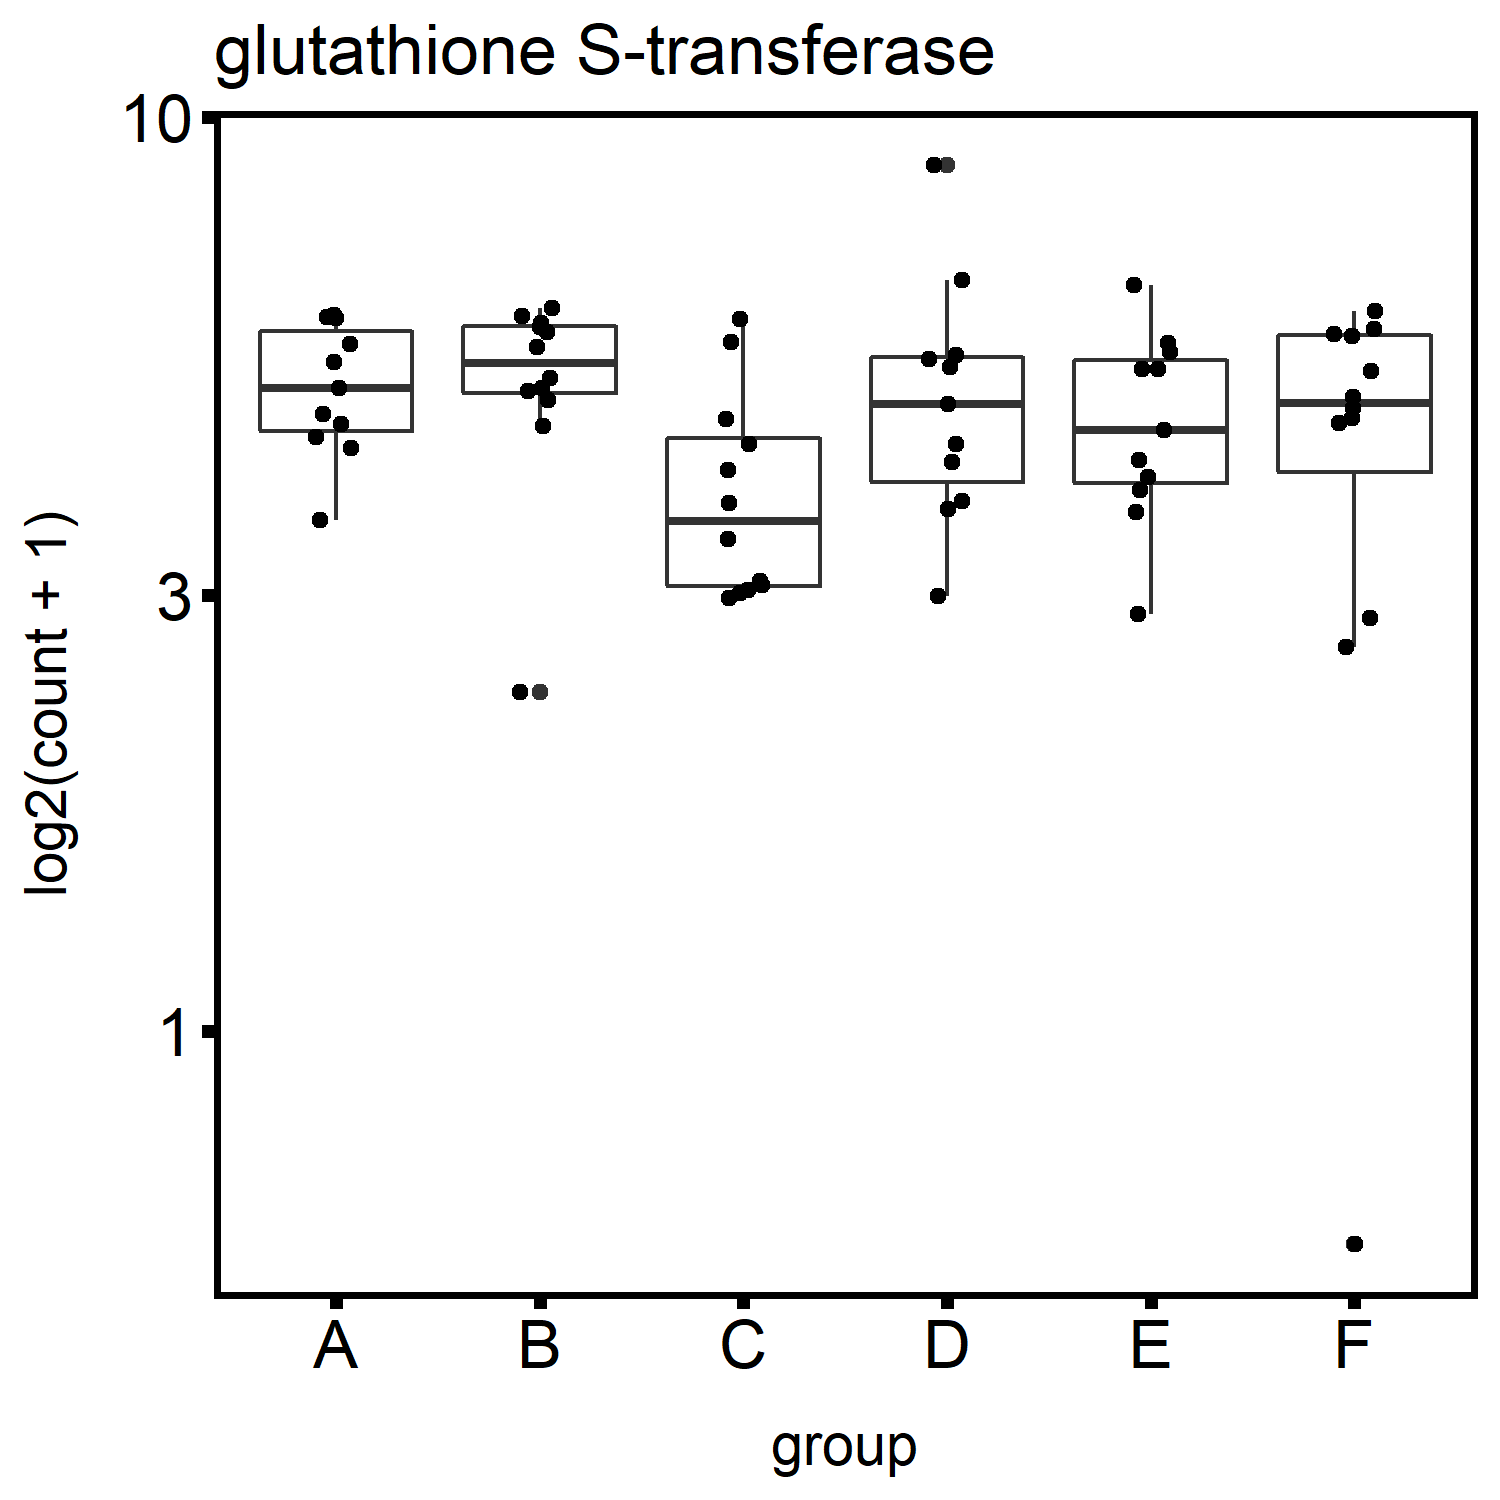 glutathione S-transferase
10
3
1
log2(count + 1)
A B C D E F
group